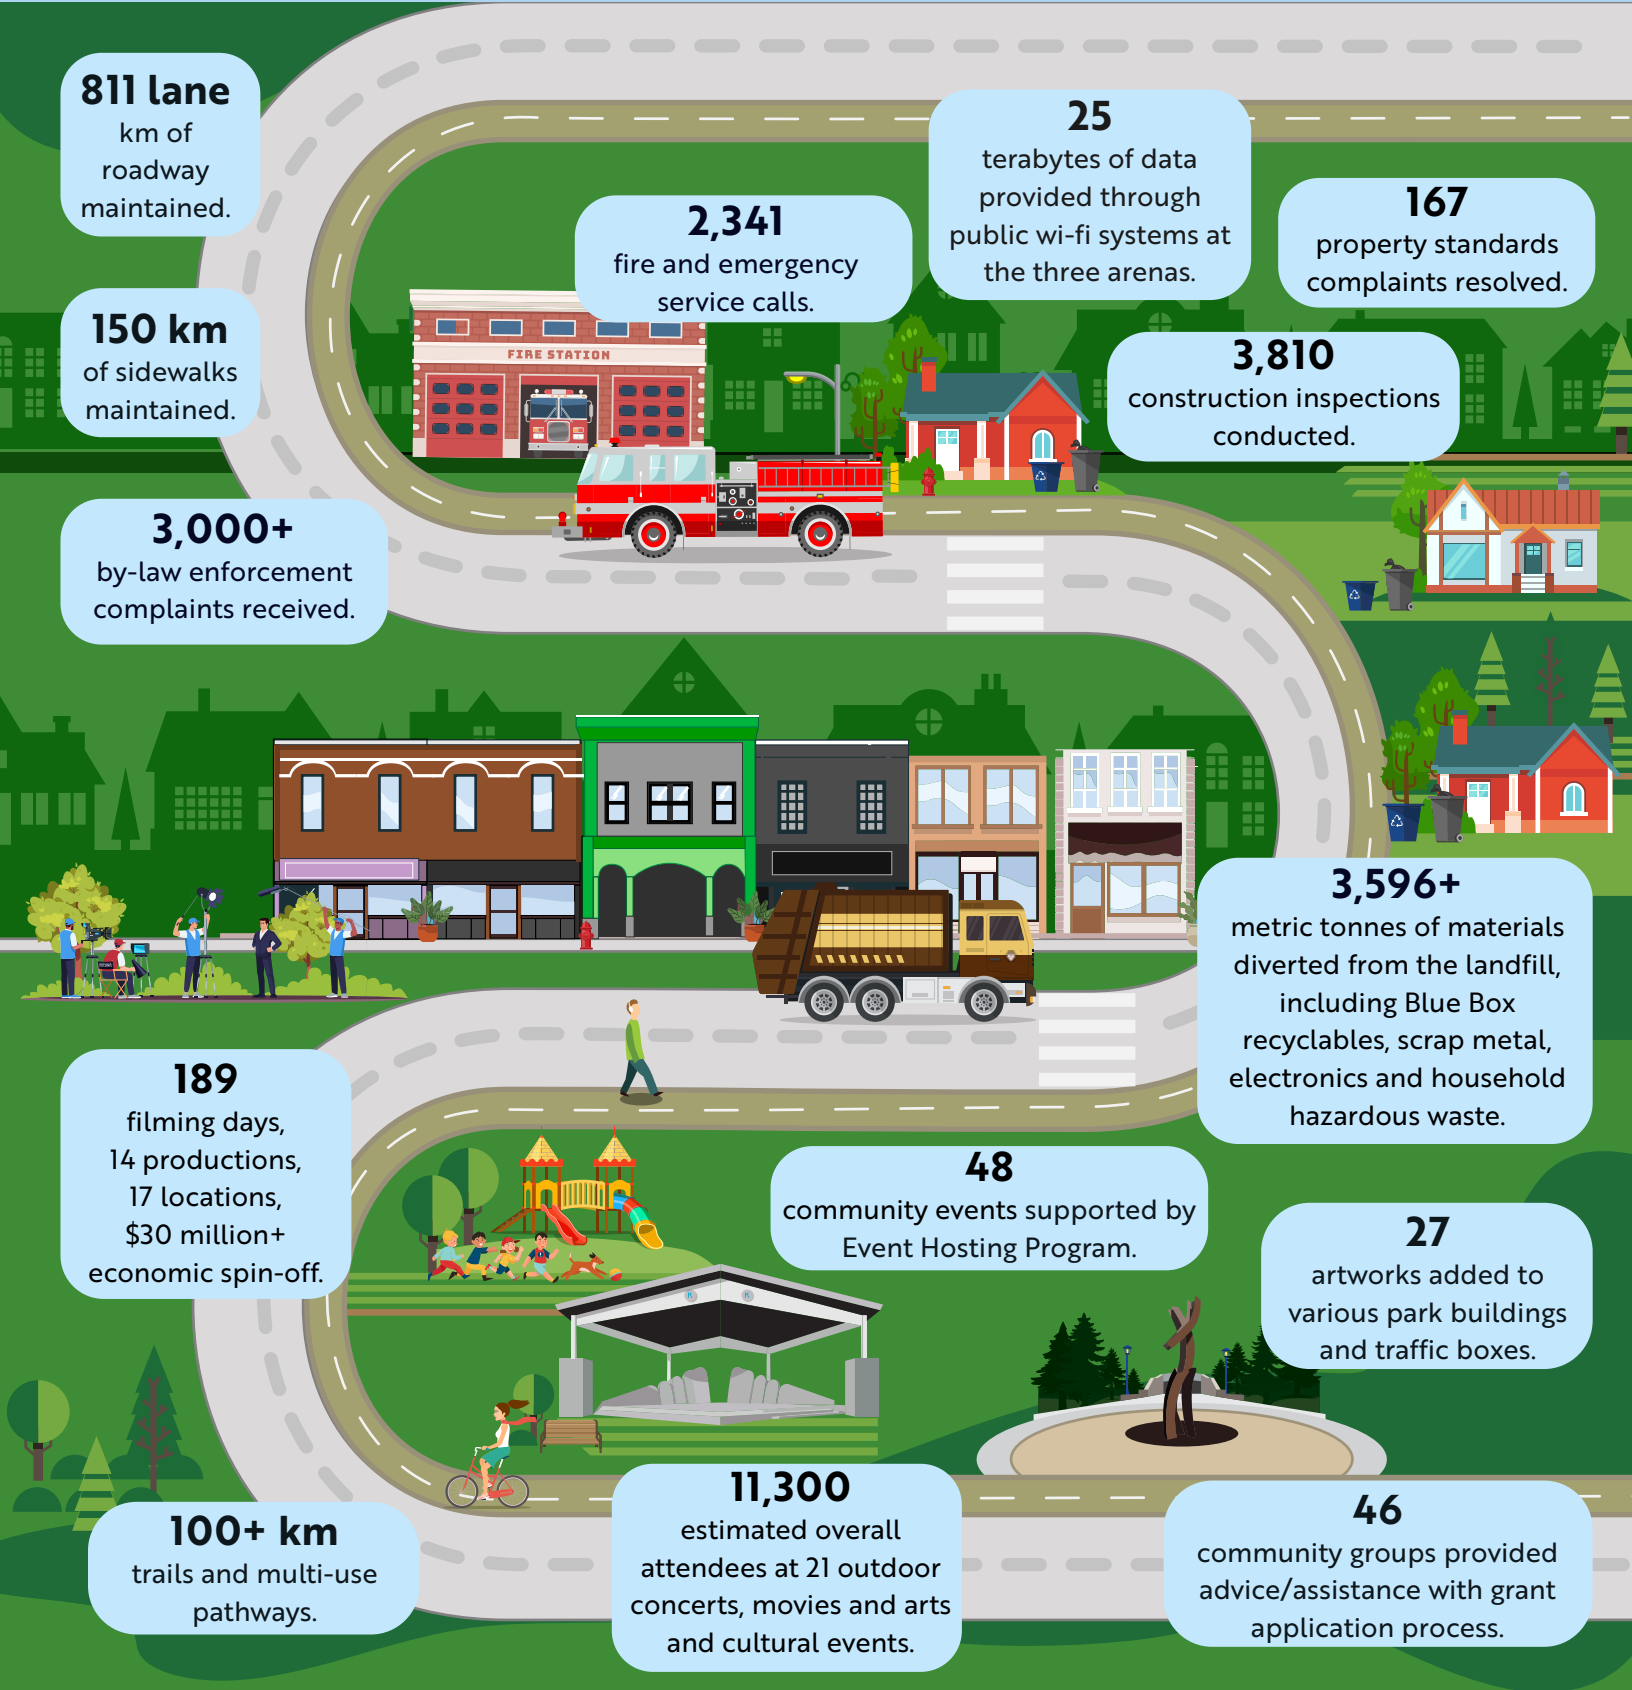 811 lane
km of
roadway
maintained.
25
terabytes of data
provided through
public wi-fi systems at
the three arenas.
167
property standards
complaints resolved.
2,341
fire and emergency
service calls.
150 km
of sidewalks
maintained.
FIRE STATION
3,810
construction inspections
conducted.
3,000+
by-law enforcement
complaints received.
3,596+
metric tonnes of materials
diverted from the landfill,
including Blue Box
recyclables, scrap metal,
electronics and household
hazardous waste.
189
filming days,
14 productions,
17 locations,
$30 million+
economic spin-off.
48
community events supported by
Event Hosting Program.
27
artworks added to
various park buildings
and traffic boxes.
100+ km
trails and multi-use
pathways.
11,300
estimated overall
attendees at 21 outdoor
concerts, movies and arts
and cultural events.
46
community groups provided
advice/assistance with grant
application process.